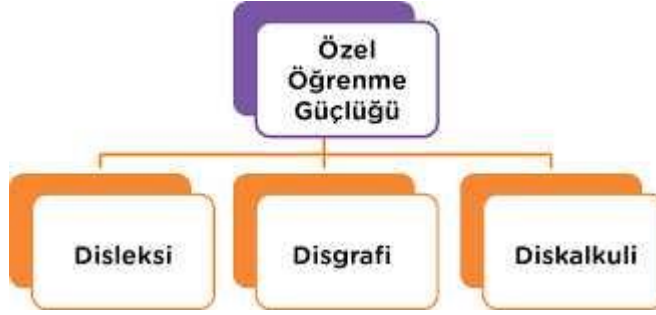 Özel
Öğrenme
Güçlüğü
Disleksi
Disgrafi
Diskalkuli